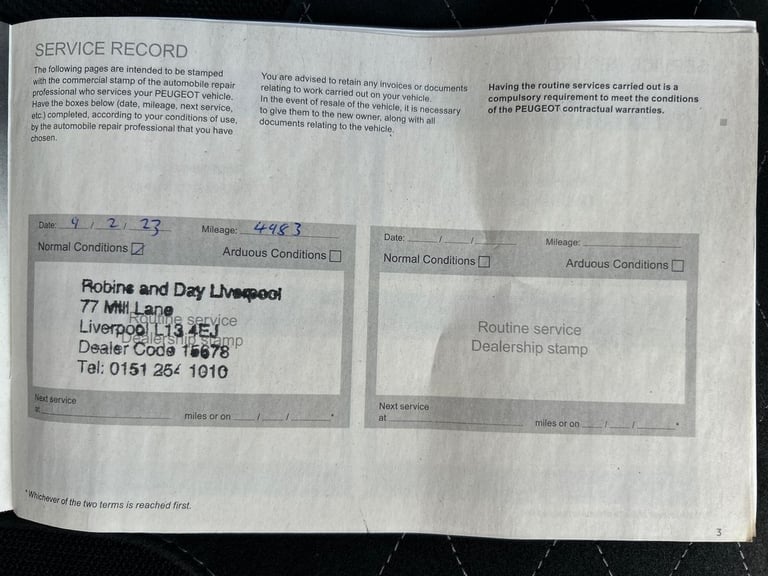 SERVICE RECORD
The following pages are intended to be stamped
with the commercial stamp of the automobile repair
professional who services your PEUGEOT vehicle.
Have the boxes below (date, mileage, next service,
etc.) completed, according to your conditions of use,
by the automobile repair professional that you have
chosen.
You are advised to retain any invoices or documents
relating to work carried out on your vehicle.
In the event of resale of the vehicle, it is necessary
to give them to the new owner, along with all
documents relating to the vehicle.
Having the routine services carried out is a
compulsory requirement to meet the conditions
of the PEUGEOT contractual warranties.
Date: 9 / 2 / 23 Mileage: 4983
Normal Conditions Arduous Conditions
Robins and Day Liverpool
77 Mill Lane
Routine service
Liverpool L13 4EJ
Dealership stamp
Dealer Code 15678
Tel: 0151 254 1010
Next service
at miles or on / / *
Date: / / Mileage:
Normal Conditions Arduous Conditions
Routine service
Dealership stamp
Next service
at miles or on / / *
* Whichever of the two terms is reached first.
3